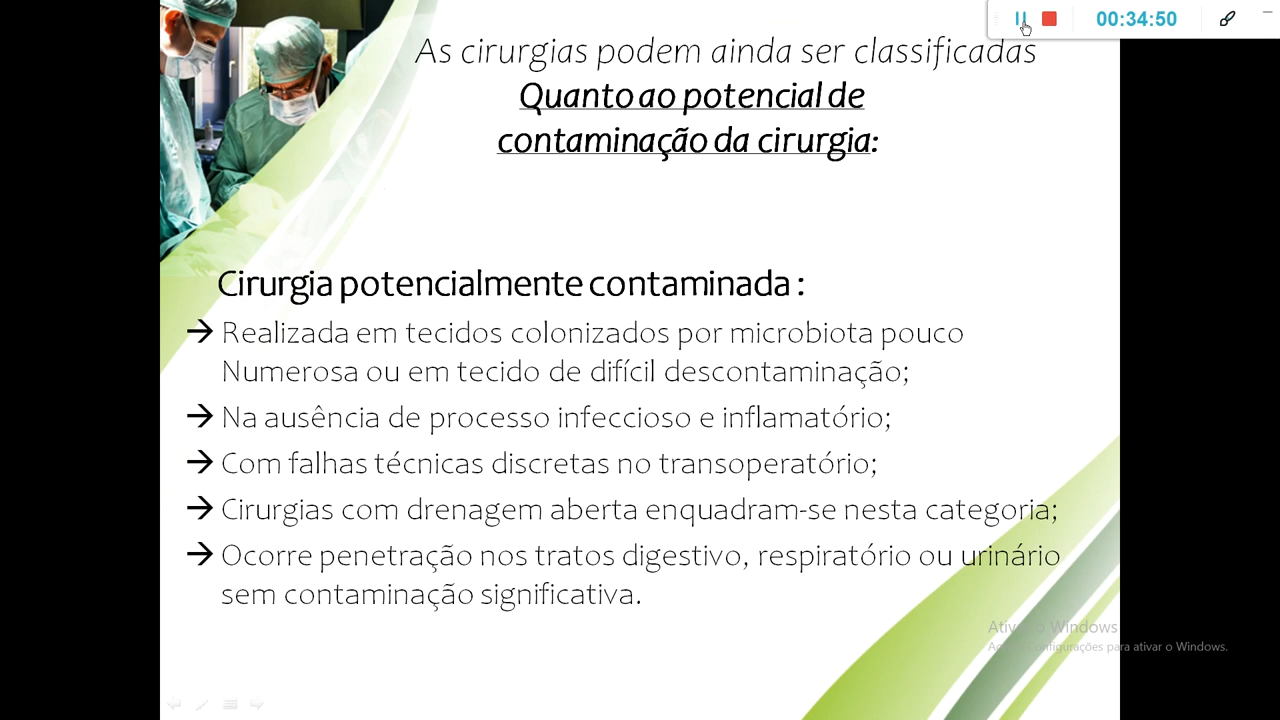 00:34:50
As cirurgias podem ainda ser classificadas
Quanto ao potencial de
contaminação da cirurgia:
Cirurgia potencialmente contaminada :
→ Realizada em tecidos colonizados por microbiota pouco
Numerosa ou em tecido de difícil descontaminação;
→ Na ausência de processo infeccioso e inflamatório;
→ Com falhas técnicas discretas no transoperatório;
→ Cirurgias com drenagem aberta enquadram-se nesta categoria;
→ Ocorre penetração nos tratos digestivo, respiratório ou urinário
sem contaminação significativa.
Ativar o Windows
Acesse Configurações para ativar o Windows.